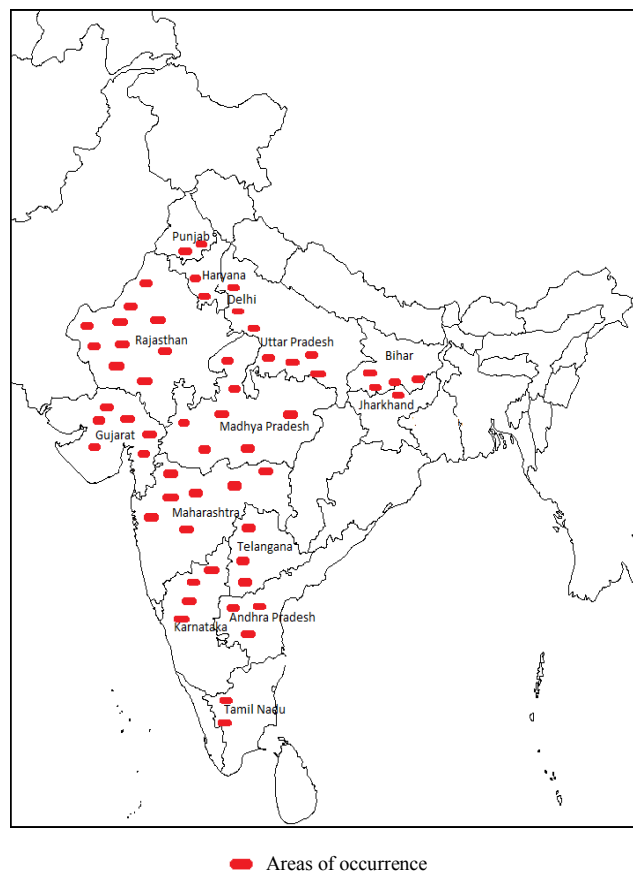 Punjab
Haryana
Delhi
Rajasthan
Uttar Pradesh
Bihar
Jharkhand
Madhya Pradesh
Gujarat
Maharashtra
Telangana
Andhra Pradesh
Karnataka
Tamil Nadu
Areas of occurrence